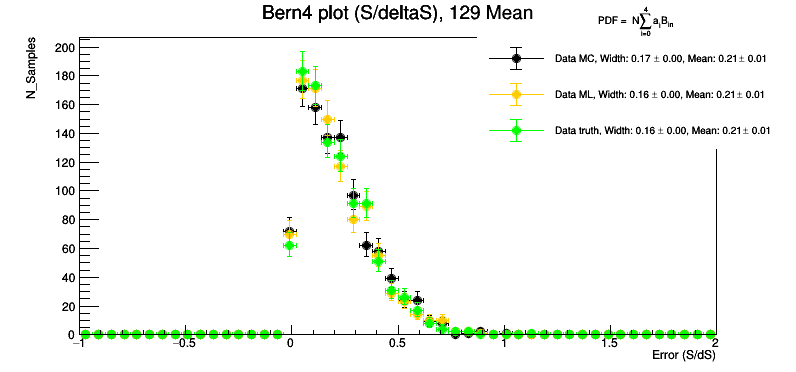 Bern4 plot (S/deltaS), 129 Mean
PDF = N∑ aᵢBᵢₙ
4
i=0
Data MC, Width: 0.17 ± 0.00, Mean: 0.21± 0.01
Data ML, Width: 0.16 ± 0.00, Mean: 0.21± 0.01
Data truth, Width: 0.16 ± 0.00, Mean: 0.21± 0.01
N_Samples
200
180
160
140
120
100
80
60
40
20
0
−1 −0.5 0 0.5 1 1.5 2
Error (S/dS)